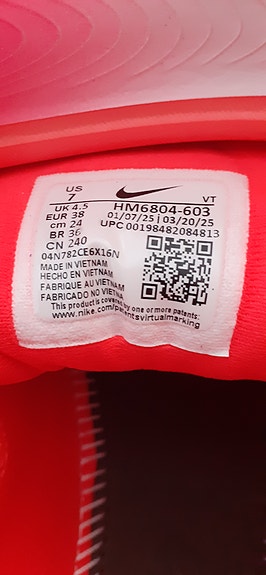 US
7
VT
UK 4.5
EUR 38
cm 24
BR 36
CN 240
HM6804-603
01/07/25 | 03/20/25
UPC 00198482084813
04N782CE6X16N
MADE IN VIETNAM
HECHO EN VIETNAM
FABRIQUE AU VIETNAM
FABRICADO NO VIETNAM
This product is covered by one or more patents:
www.nike.com/patentsvirtualmarking